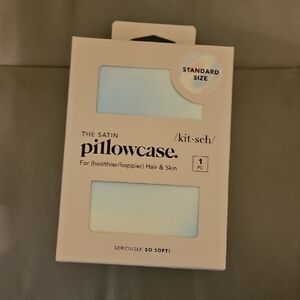 STANDARD
SIZE
THE SATIN
/kit·sch/
pillowcase.
1
PC
For (healthier/happier) Hair & Skin
SERIOUSLY, SO SOFT!